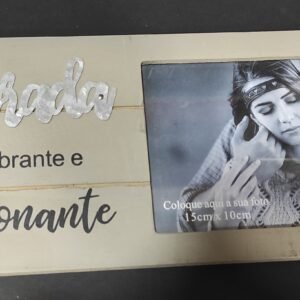 rada
brante e
onante
Coloque aqui a sua foto
15cm x 10cm